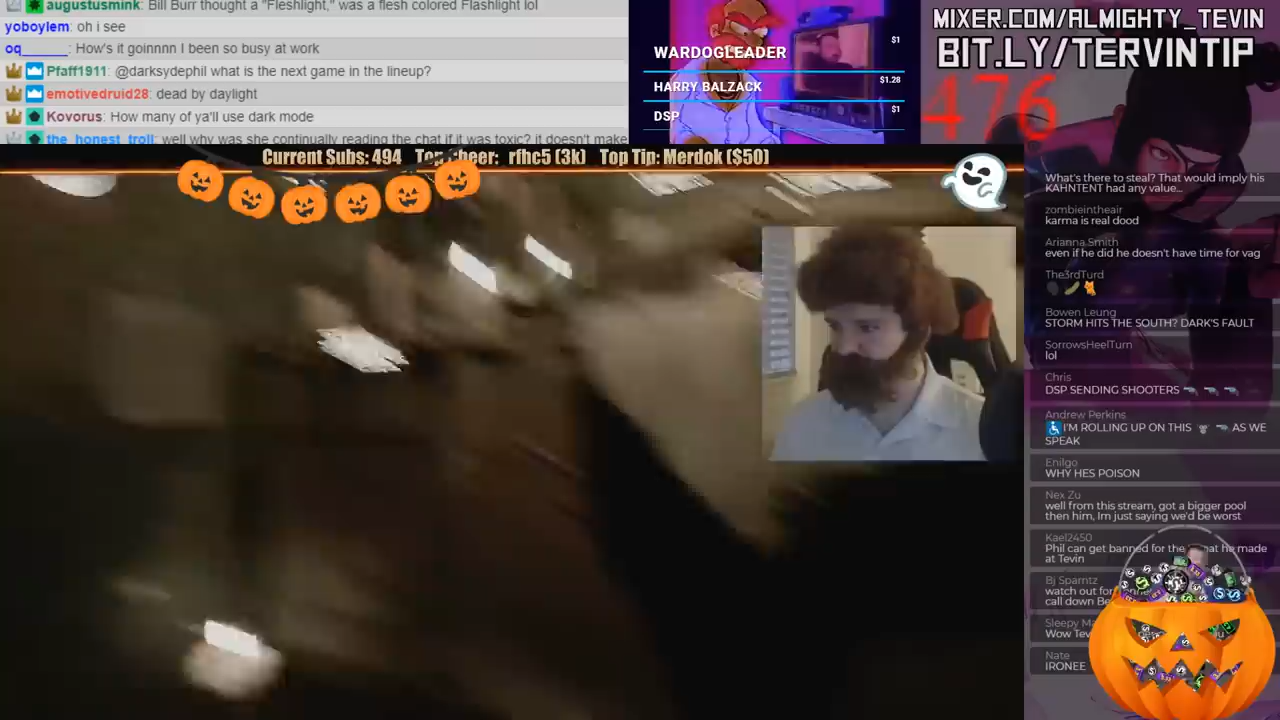 augustusmink: Bill Burr thought a "Fleshlight," was a flesh colored Flashlight lol
yoboylem: oh i see
oq_____: How's it goinnnn I been so busy at work
Pfaff1911: @darksydephil what is the next game in the lineup?
emotivedruid28: dead by daylight
Kovorus: How many of ya'll use dark mode
the_honest_troll: well why was she continually reading the chat if it was toxic? it doesn't make
WARDOGLEADER
$1
HARRY BALZACK
$1.28
DSP
$1
MIXER.COM/ALMIGHTY_TEVIN
BIT.LY/TERVINTIP
476
Current Subs: 494 Top Cheer: rfhc5 (3k) Top Tip: Merdok ($50)
What's there to steal? That would imply his
KAHNTENT had any value...
zombieintheair
karma is real dood
Arianna Smith
even if he did he doesn't have time for vag
The3rdTurd
Bowen Leung
STORM HITS THE SOUTH? DARK'S FAULT
SorrowsHeelTurn
lol
Chris
DSP SENDING SHOOTERS
Andrew Perkins
I'M ROLLING UP ON THIS AS WE
SPEAK
Enilgo
WHY HES POISON
Nex Zu
well from this stream, got a bigger pool
then him, Im just saying we'd be worst
Kael2450
Phil can get banned for the he made
at Tevin
Bj Sparntz
watch out for
call down
Sleepy
Wow
Nate
IRONEE